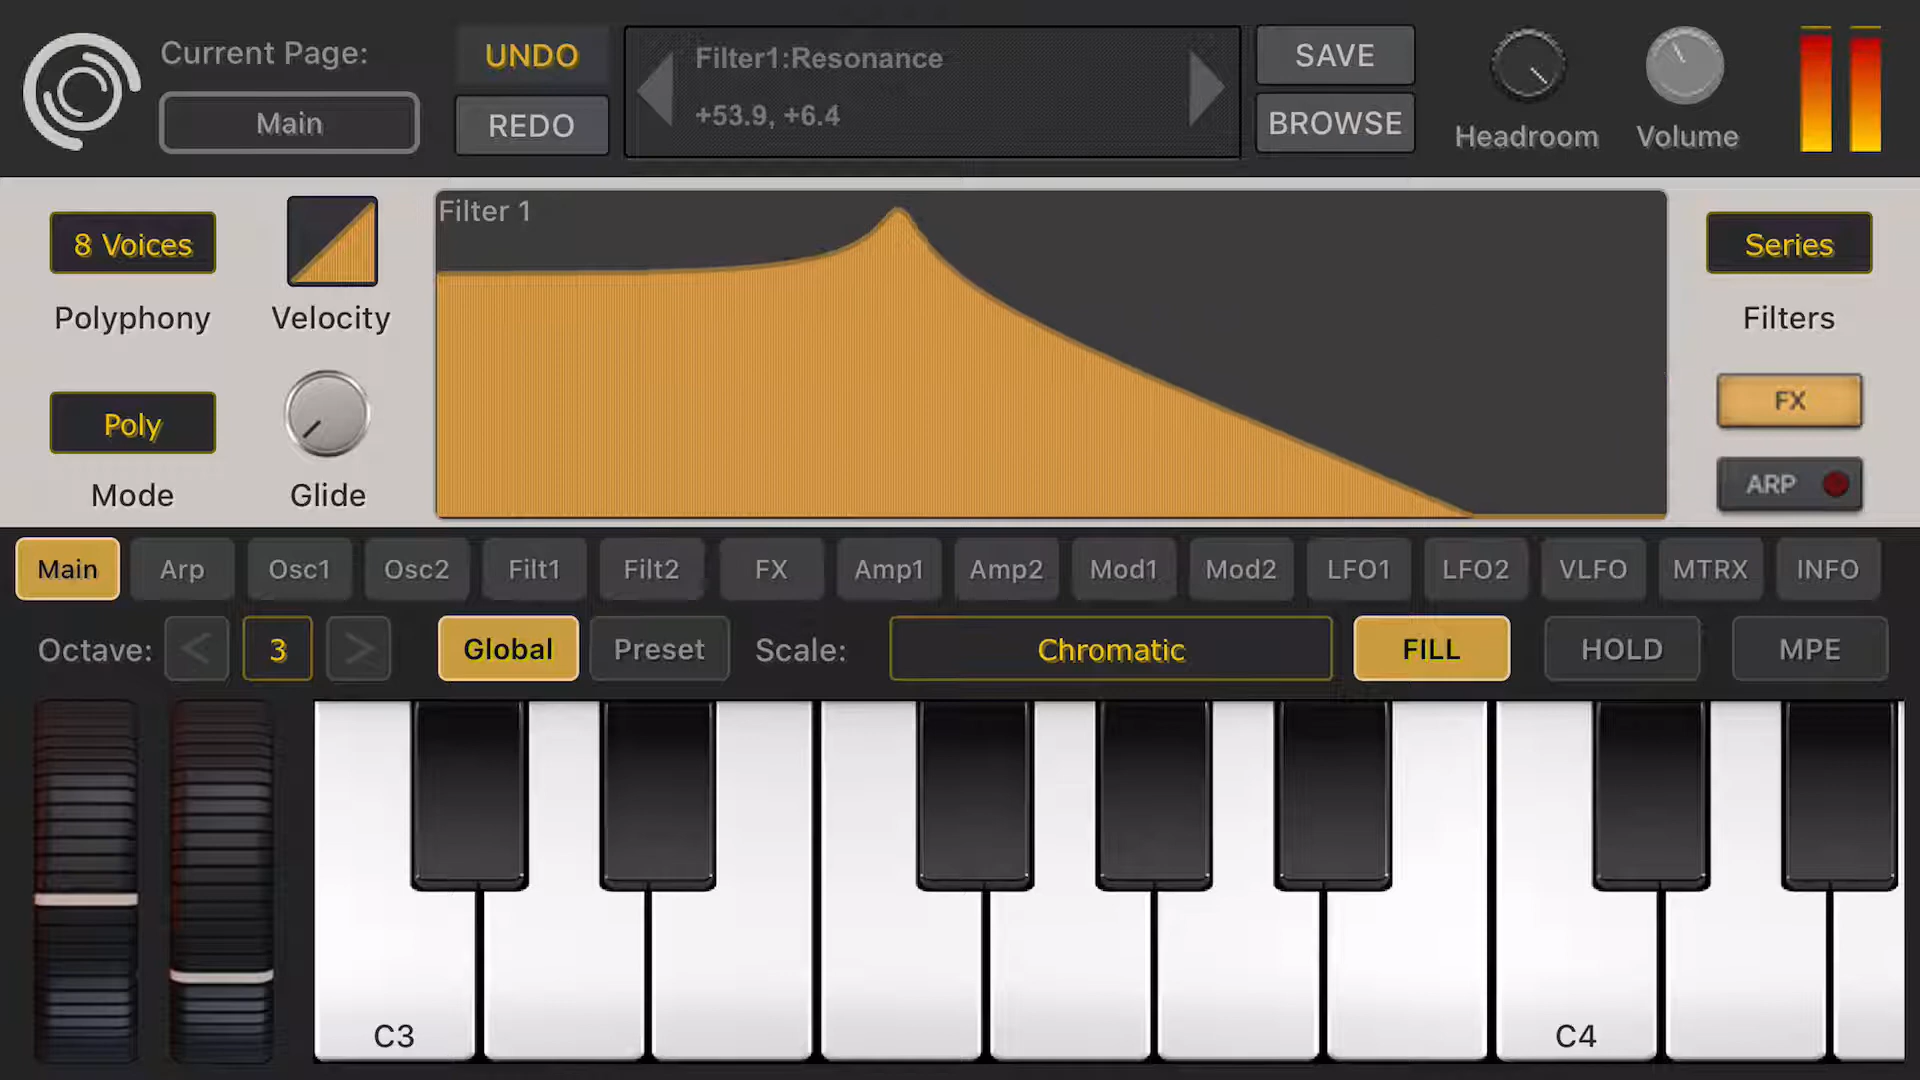 Current Page:
Main
UNDO
REDO
Filter1:Resonance
+53.9, +6.4
SAVE
BROWSE
Headroom
Volume
8 Voices
Polyphony
Velocity
Poly
Mode
Glide
Filter 1
Series
Filters
FX
ARP
Main Arp Osc1 Osc2 Filt1 Filt2 FX Amp1 Amp2 Mod1 Mod2 LFO1 LFO2 VLFO MTRX INFO
Octave: < 3 > Global Preset Scale: Chromatic FILL HOLD MPE
C3 C4